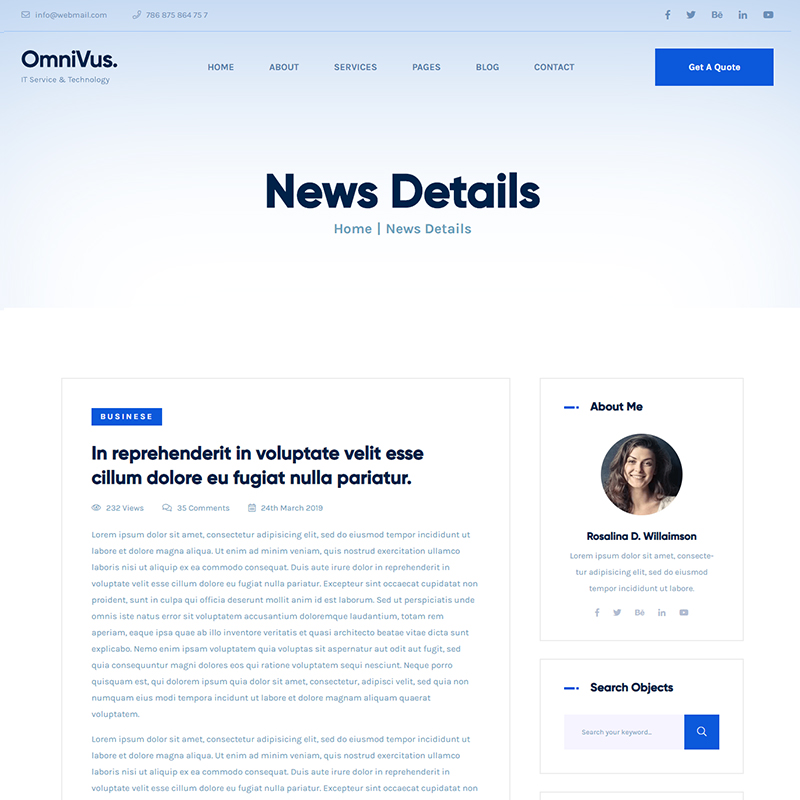 info@webmail.com 786 875 864 75 7
OmniVus.
IT Service & Technology
HOME ABOUT SERVICES PAGES BLOG CONTACT
Get A Quote
News Details
Home | News Details
BUSINESE
In reprehenderit in voluptate velit esse
cillum dolore eu fugiat nulla pariatur.
232 Views 35 Comments 24th March 2019
Lorem ipsum dolor sit amet, consectetur adipisicing elit, sed do eiusmod tempor incididunt ut
labore et dolore magna aliqua. Ut enim ad minim veniam, quis nostrud exercitation ullamco
laboris nisi ut aliquip ex ea commodo consequat. Duis aute irure dolor in reprehenderit in
voluptate velit esse cillum dolore eu fugiat nulla pariatur. Excepteur sint occaecat cupidatat non
proident, sunt in culpa qui officia deserunt mollit anim id est laborum. Sed ut perspiciatis unde
omnis iste natus error sit voluptatem accusantium doloremque laudantium, totam rem
aperiam, eaque ipsa quae ab illo inventore veritatis et quasi architecto beatae vitae dicta sunt
explicabo. Nemo enim ipsam voluptatem quia voluptas sit aspernatur aut odit aut fugit, sed
quia consequuntur magni dolores eos qui ratione voluptatem sequi nesciunt. Neque porro
quisquam est, qui dolorem ipsum quia dolor sit amet, consectetur, adipisci velit, sed quia non
numquam eius modi tempora incidunt ut labore et dolore magnam aliquam quaerat
voluptatem.
Lorem ipsum dolor sit amet, consectetur adipisicing elit, sed do eiusmod tempor incididunt ut
labore et dolore magna aliqua. Ut enim ad minim veniam, quis nostrud exercitation ullamco
laboris nisi ut aliquip ex ea commodo consequat. Duis aute irure dolor in reprehenderit in
voluptate velit esse cillum dolore eu fugiat nulla pariatur. Excepteur sint occaecat cupidatat non
About Me
Rosalina D. Willaimson
Lorem ipsum dolor sit amet, consecte-
tur adipisicing elit, sed do eiusmod
tempor incididunt ut labore.
Search Objects
Search your keyword...